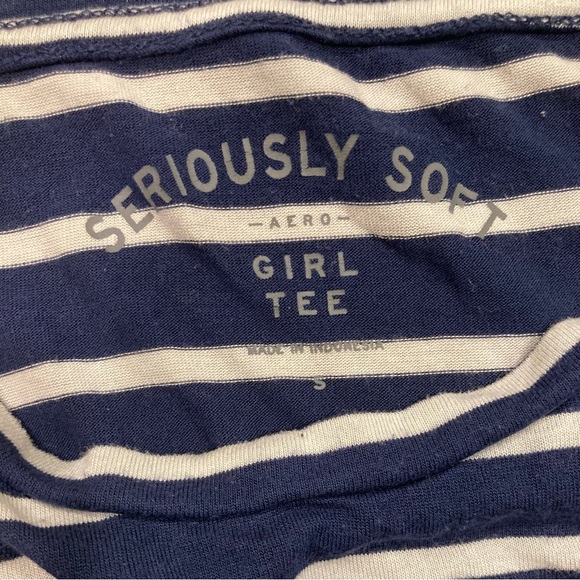 SERIOUSLY SOFT
—AERO—
GIRL
TEE
MADE IN INDONESIA
S